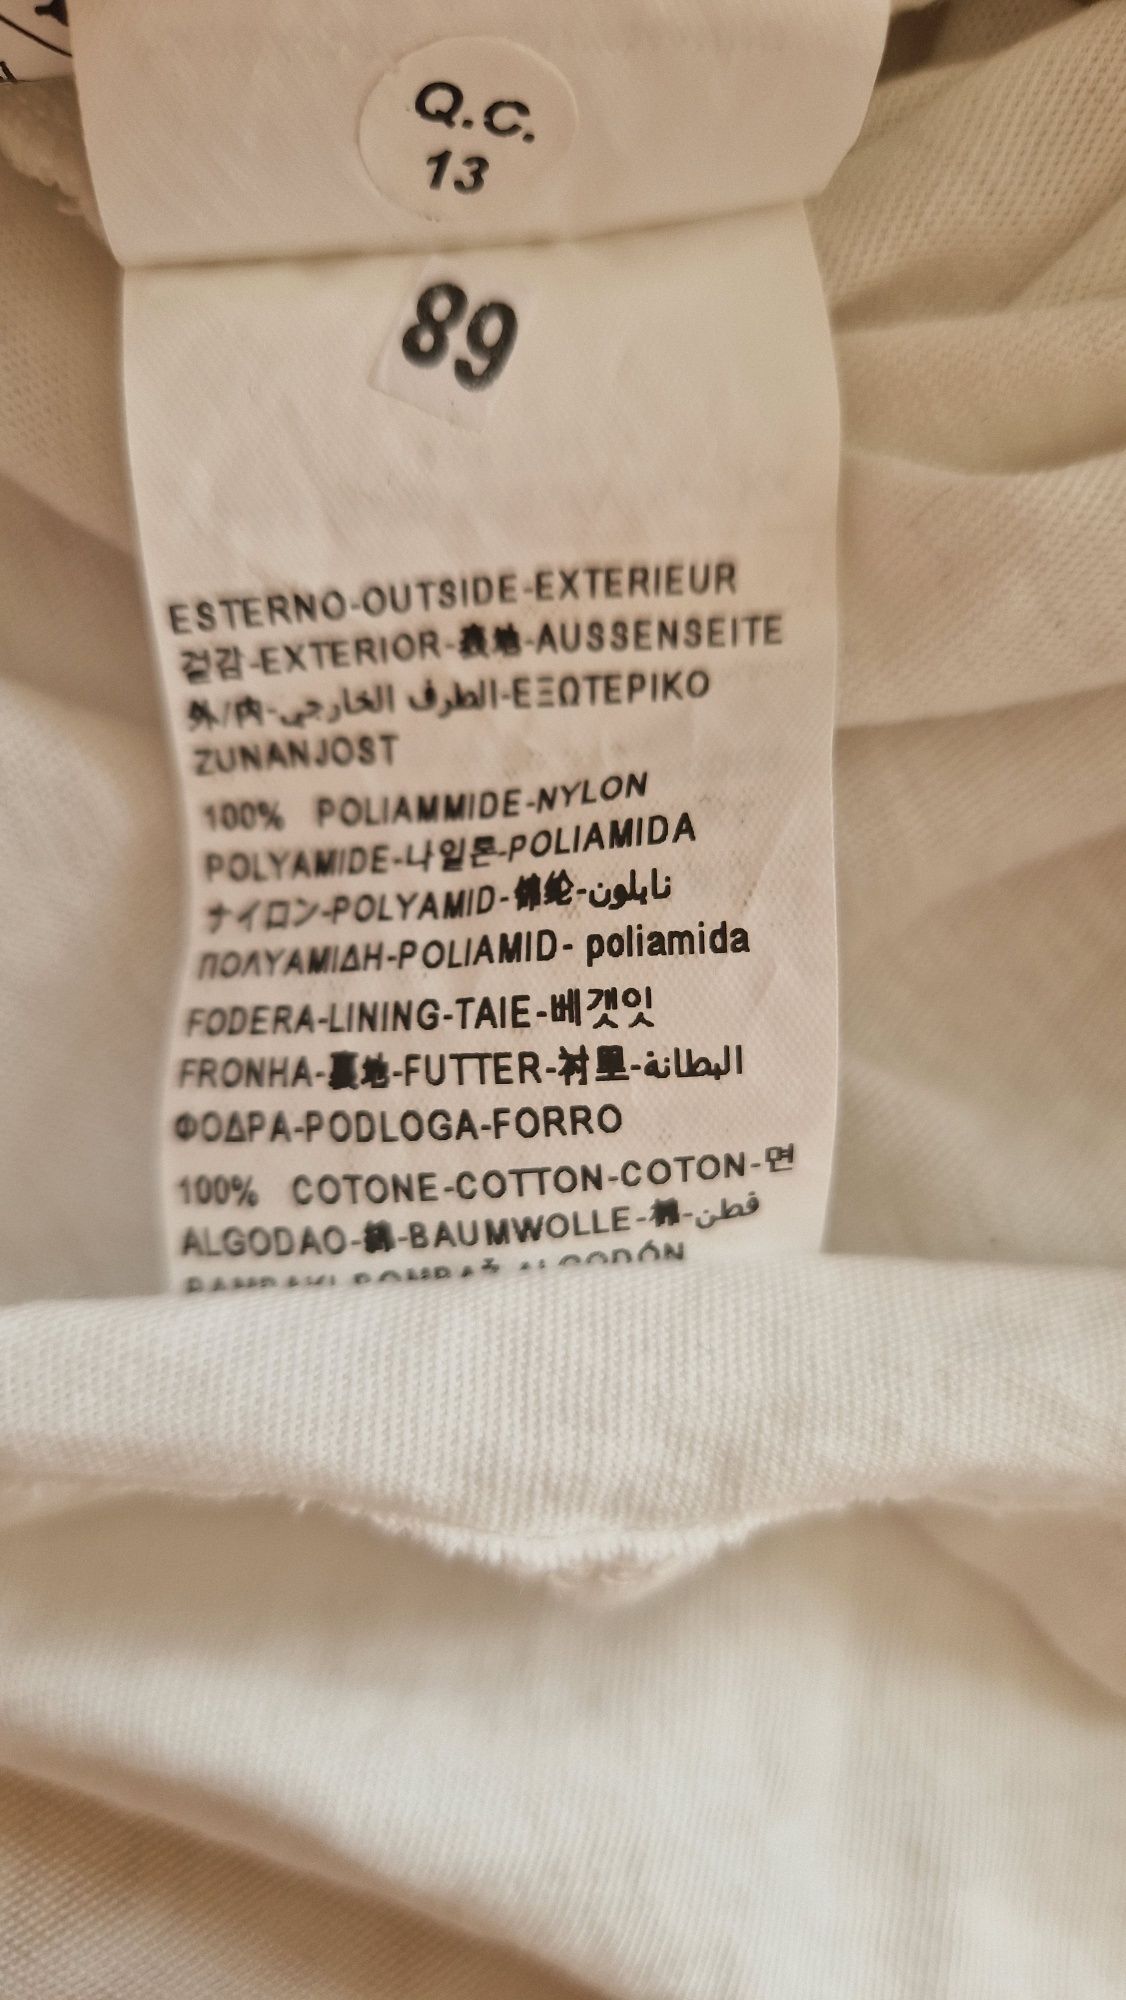 Q.C.
13
89
ESTERNO-OUTSIDE-EXTERIEUR
겉감-EXTERIOR-表地-AUSSENSEITE
外/内-الطرف الخارجي-ΕΞΩΤΕΡΙΚΟ
ZUNANJOST
100% POLIAMMIDE-NYLON
POLYAMIDE-나일론-POLIAMIDA
ナイロン-POLYAMID-锦纶-نايلون
ΠΟΛΥΑΜΙΔΗ-POLIAMID- poliamida
FODERA-LINING-TAIE-베갯잇
FRONHA-裏地-FUTTER-衬里-البطانة
ΦΟΔΡΑ-PODLOGA-FORRO
100% COTONE-COTTON-COTON-면
ALGODAO-綿-BAUMWOLLE-棉-قطن
BAMBAKI-BOMBAŽ-ALGODÓN